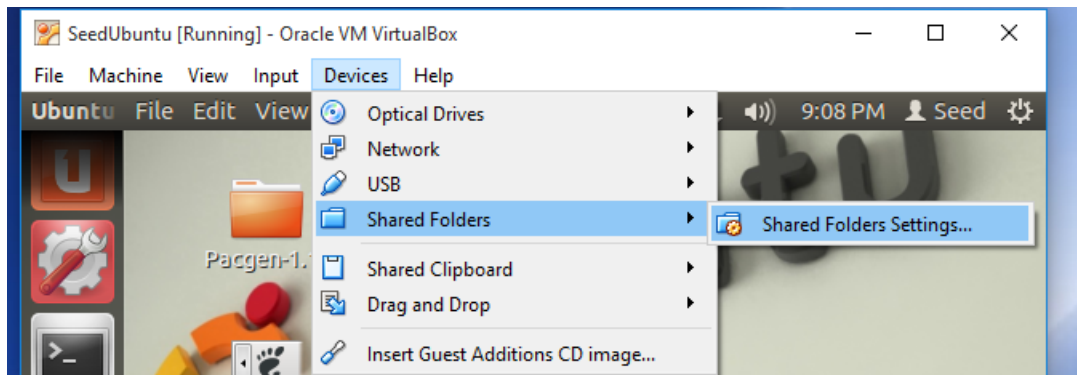 SeedUbuntu [Running] - Oracle VM VirtualBox
File Machine View Input Devices Help
Ubuntu File Edit View 9:08 PM Seed
Optical Drives
Network
USB
Shared Folders
Shared Folders Settings...
Pacgen-1.
Shared Clipboard
Drag and Drop
>_
Insert Guest Additions CD image...